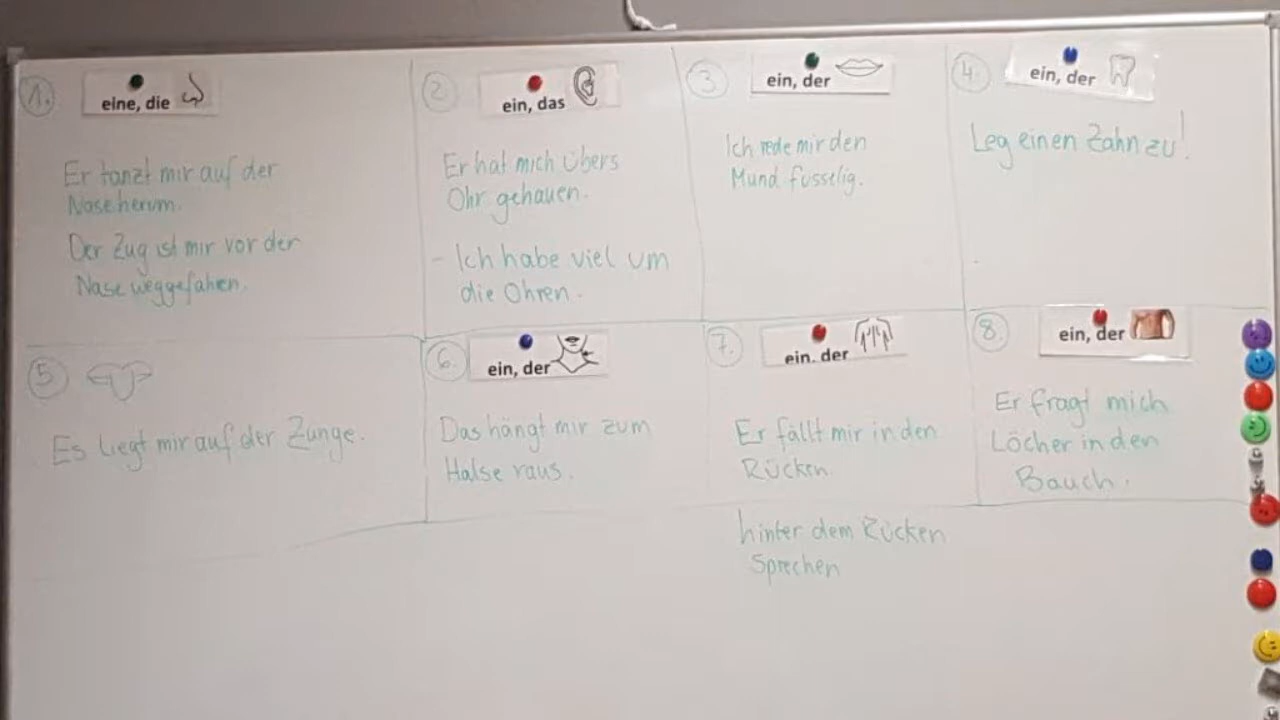 1.
eine, die
Er tanzt mir auf der
Nase herum.
Der Zug ist mir vor der
Nase weggefahren.
2
ein, das
Er hat mich übers
Ohr gehauen.
- Ich habe viel um
die Ohren.
3
ein, der
Ich rede mir den
Mund fusselig.
4.
ein, der
Leg einen Zahn zu!
5
Es liegt mir auf der Zunge.
6.
ein, der
Das hängt mir zum
Halse raus.
7.
ein, der
Er fällt mir in den
Rücken.
hinter dem Rücken
Sprechen
8.
ein, der
Er fragt mich
Löcher in den
Bauch.